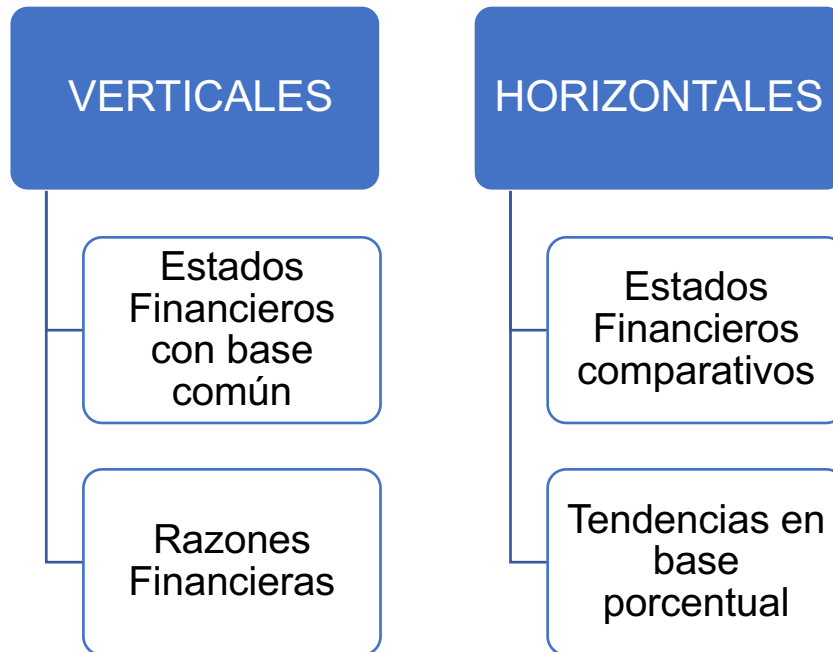 VERTICALES
Estados
Financieros
con base
común
Razones
Financieras
HORIZONTALES
Estados
Financieros
comparativos
Tendencias en
base
porcentual